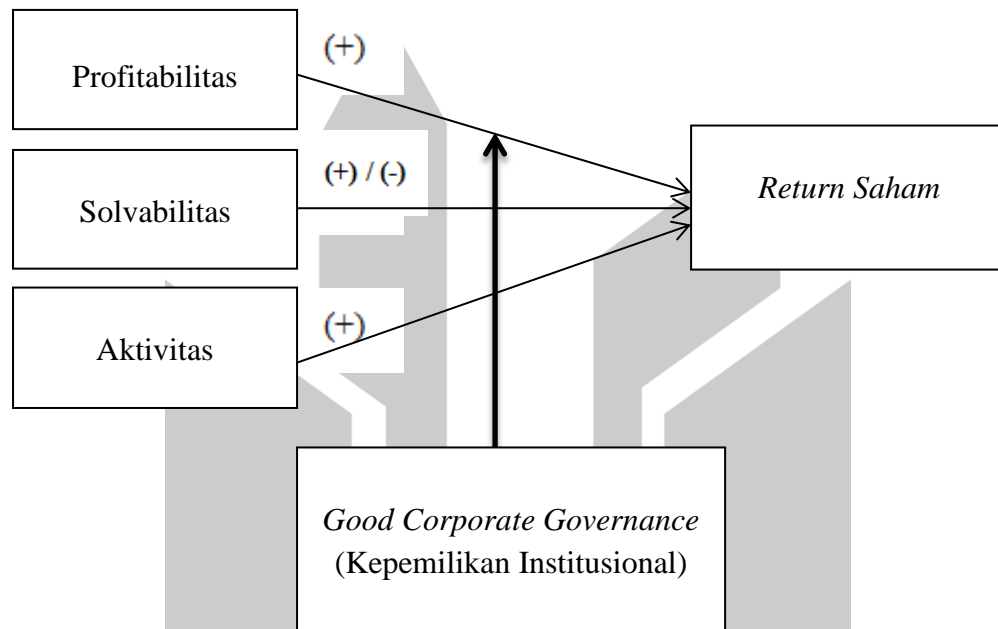 Profitabilitas
(+)
Solvabilitas
(+) / (-)
Return Saham
Aktivitas
(+)
Good Corporate Governance
(Kepemilikan Institusional)